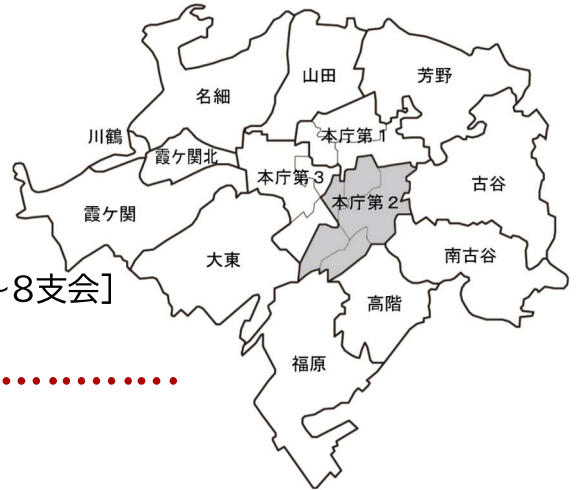 山田
芳野
名細
川鶴
本庁第1
霞ケ関北
本庁第3
古谷
本庁第2
霞ケ関
大東
南古谷
~8支会]
高階
福原